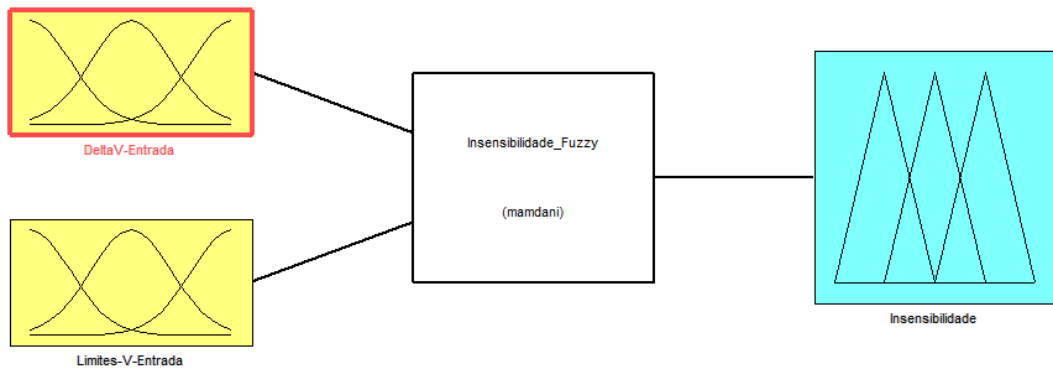 DeltaV-Entrada
Insensibilidade_Fuzzy
(mamdani)
Limites-V-Entrada
Insensibilidade